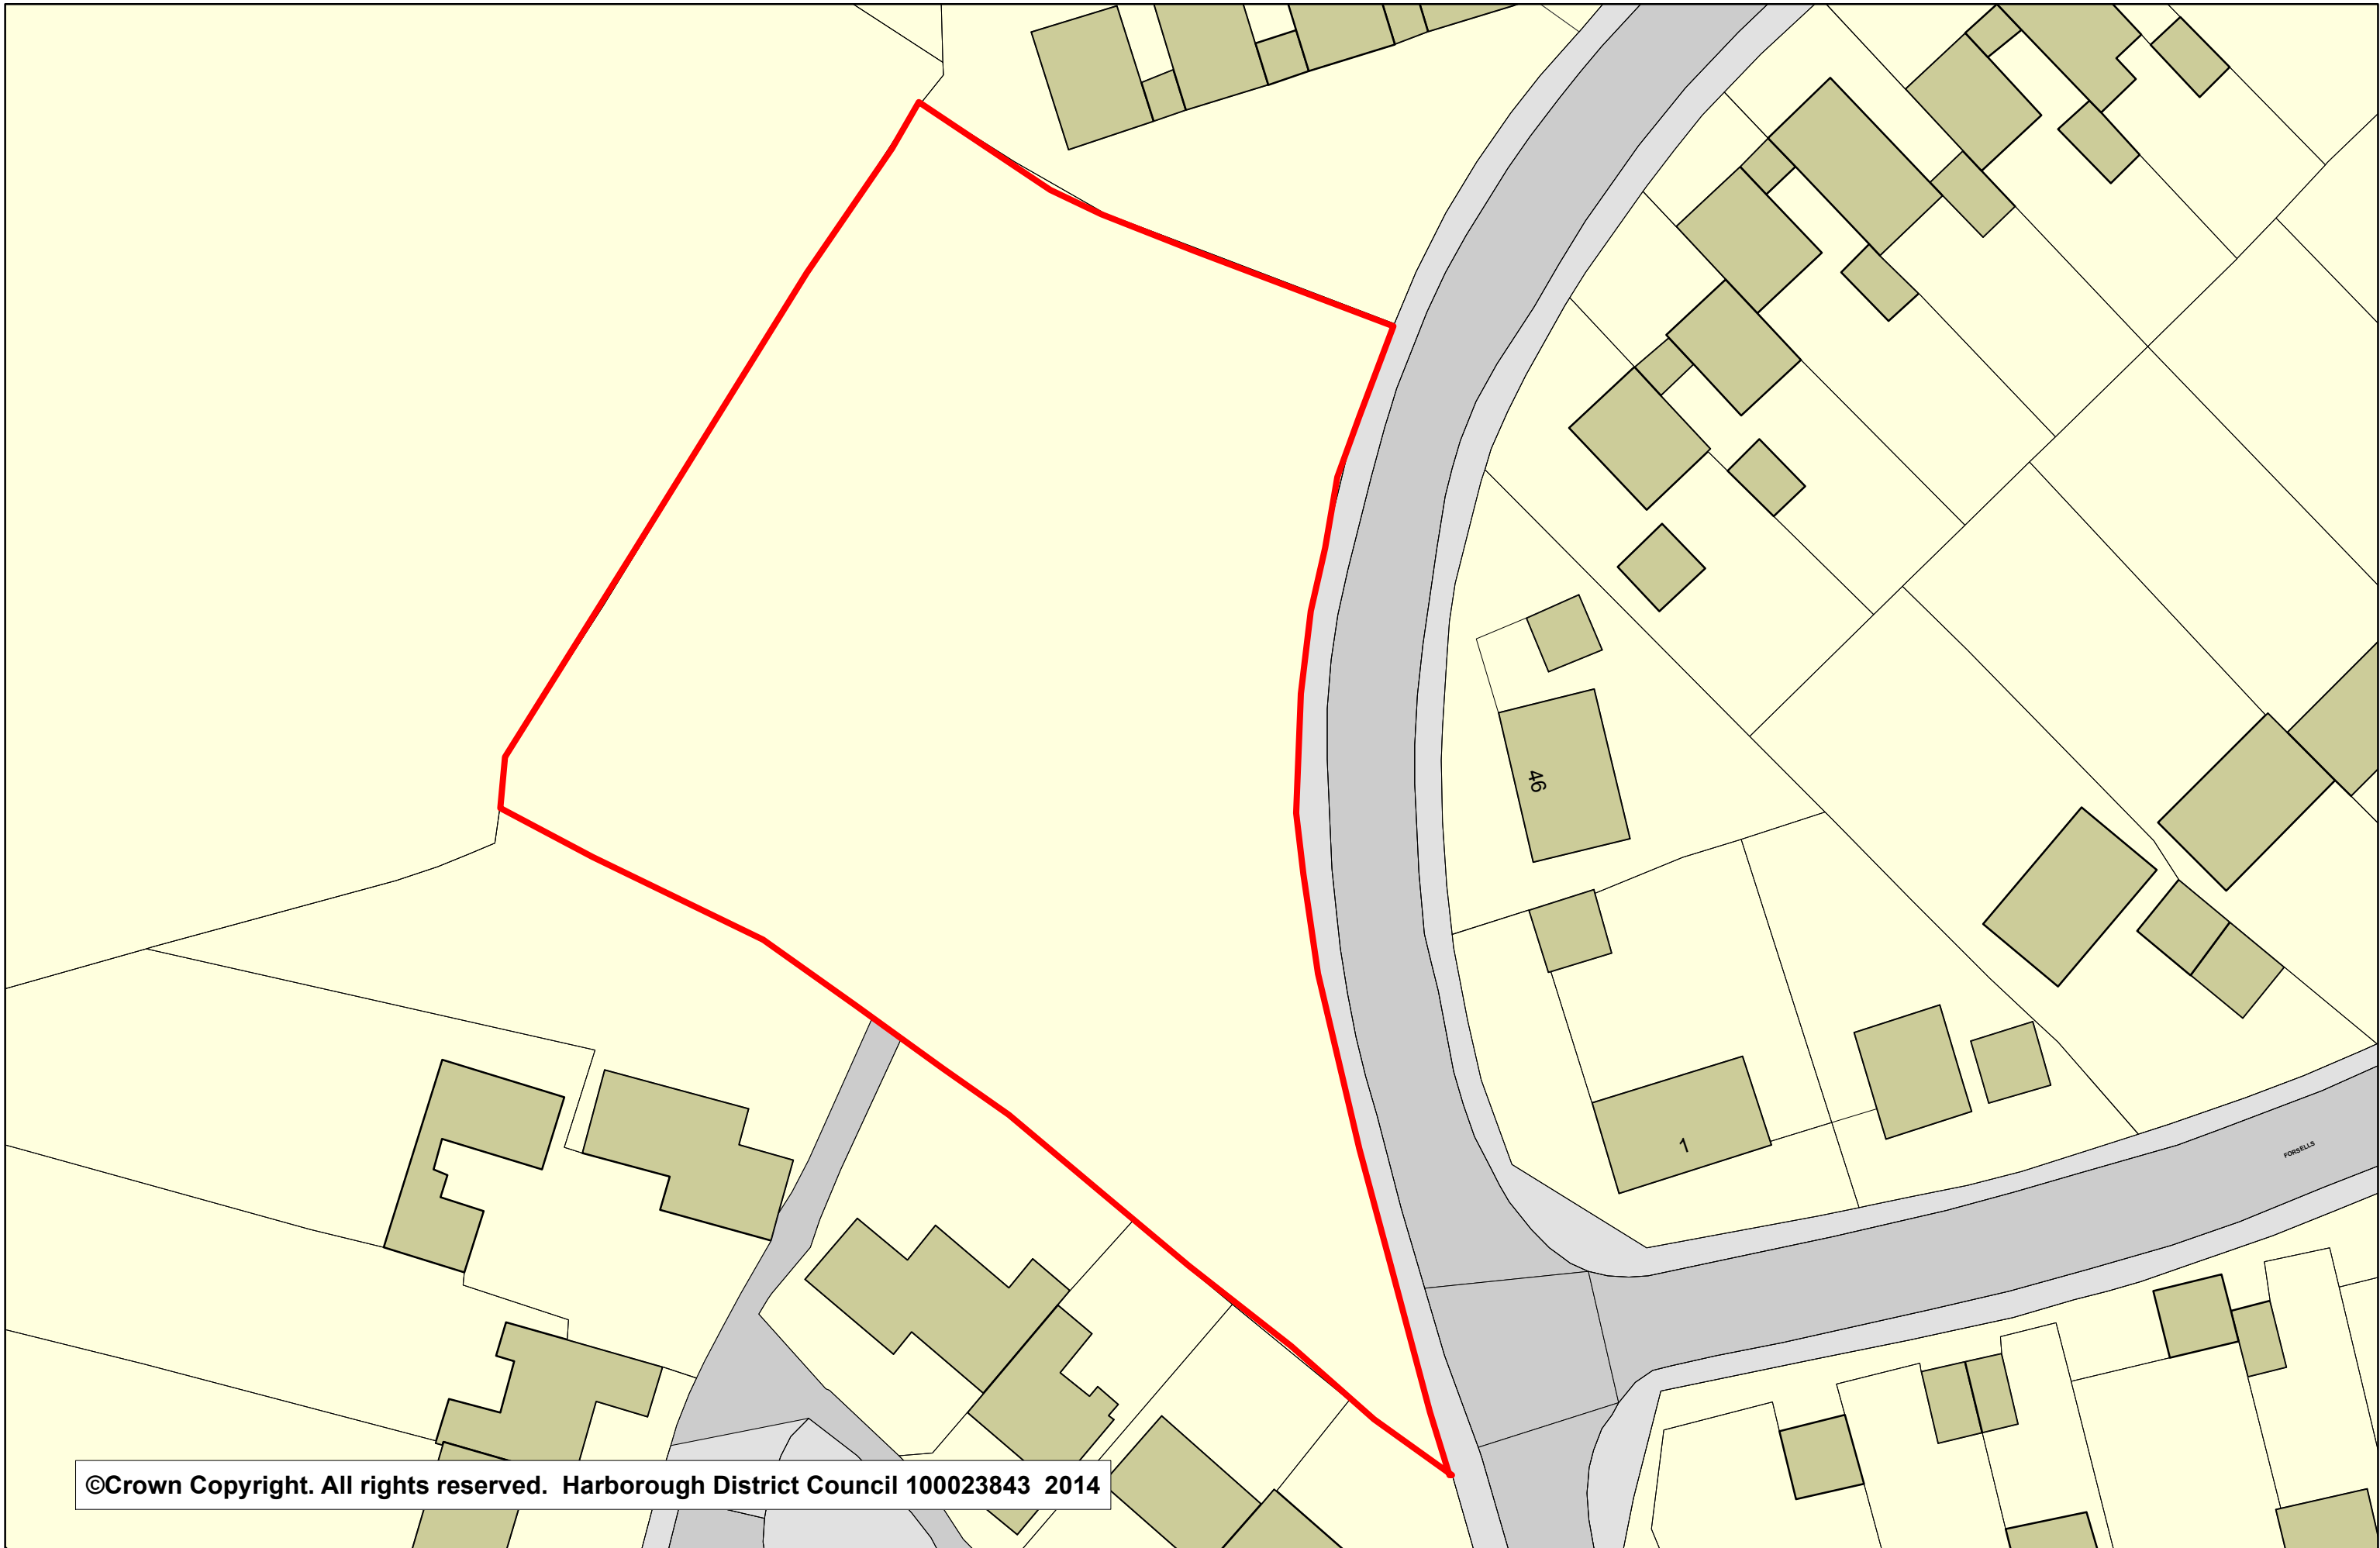 46
1
FORSELLS
©Crown Copyright. All rights reserved.  Harborough District Council 100023843  2014